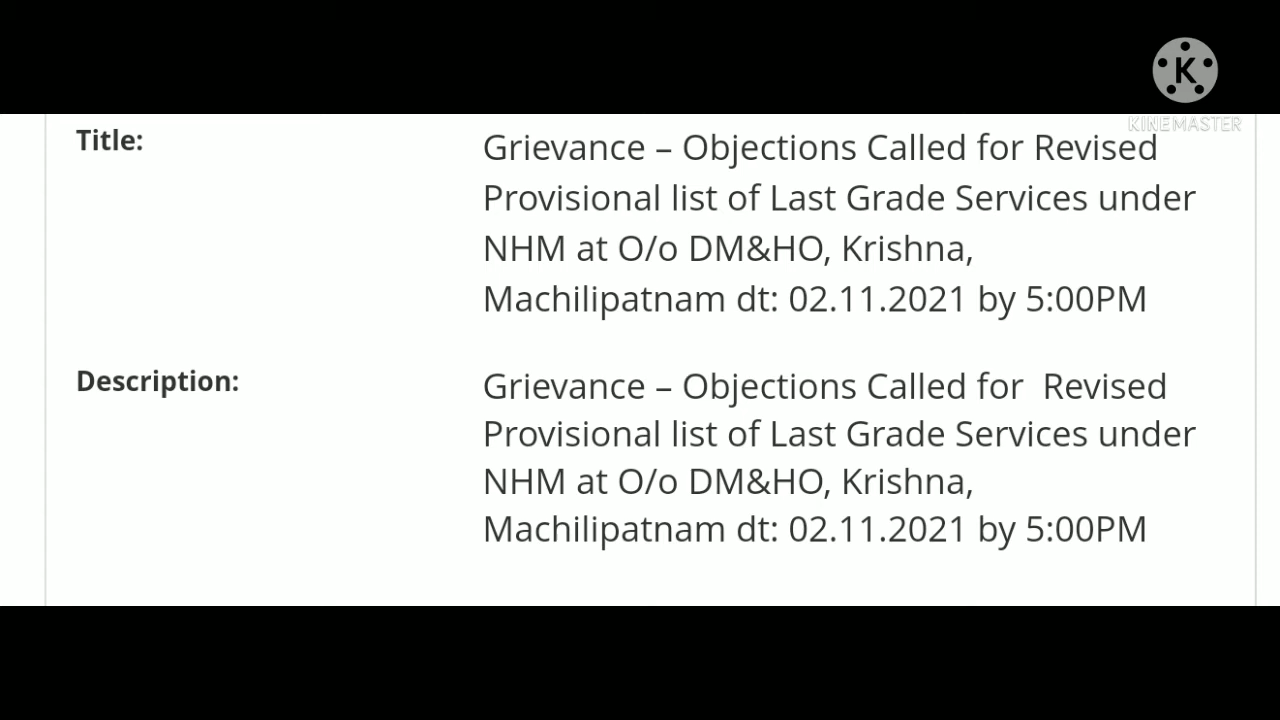 K
KINEMASTER
Title:
Grievance – Objections Called for Revised
Provisional list of Last Grade Services under
NHM at O/o DM&HO, Krishna,
Machilipatnam dt: 02.11.2021 by 5:00PM
Description:
Grievance – Objections Called for  Revised
Provisional list of Last Grade Services under
NHM at O/o DM&HO, Krishna,
Machilipatnam dt: 02.11.2021 by 5:00PM